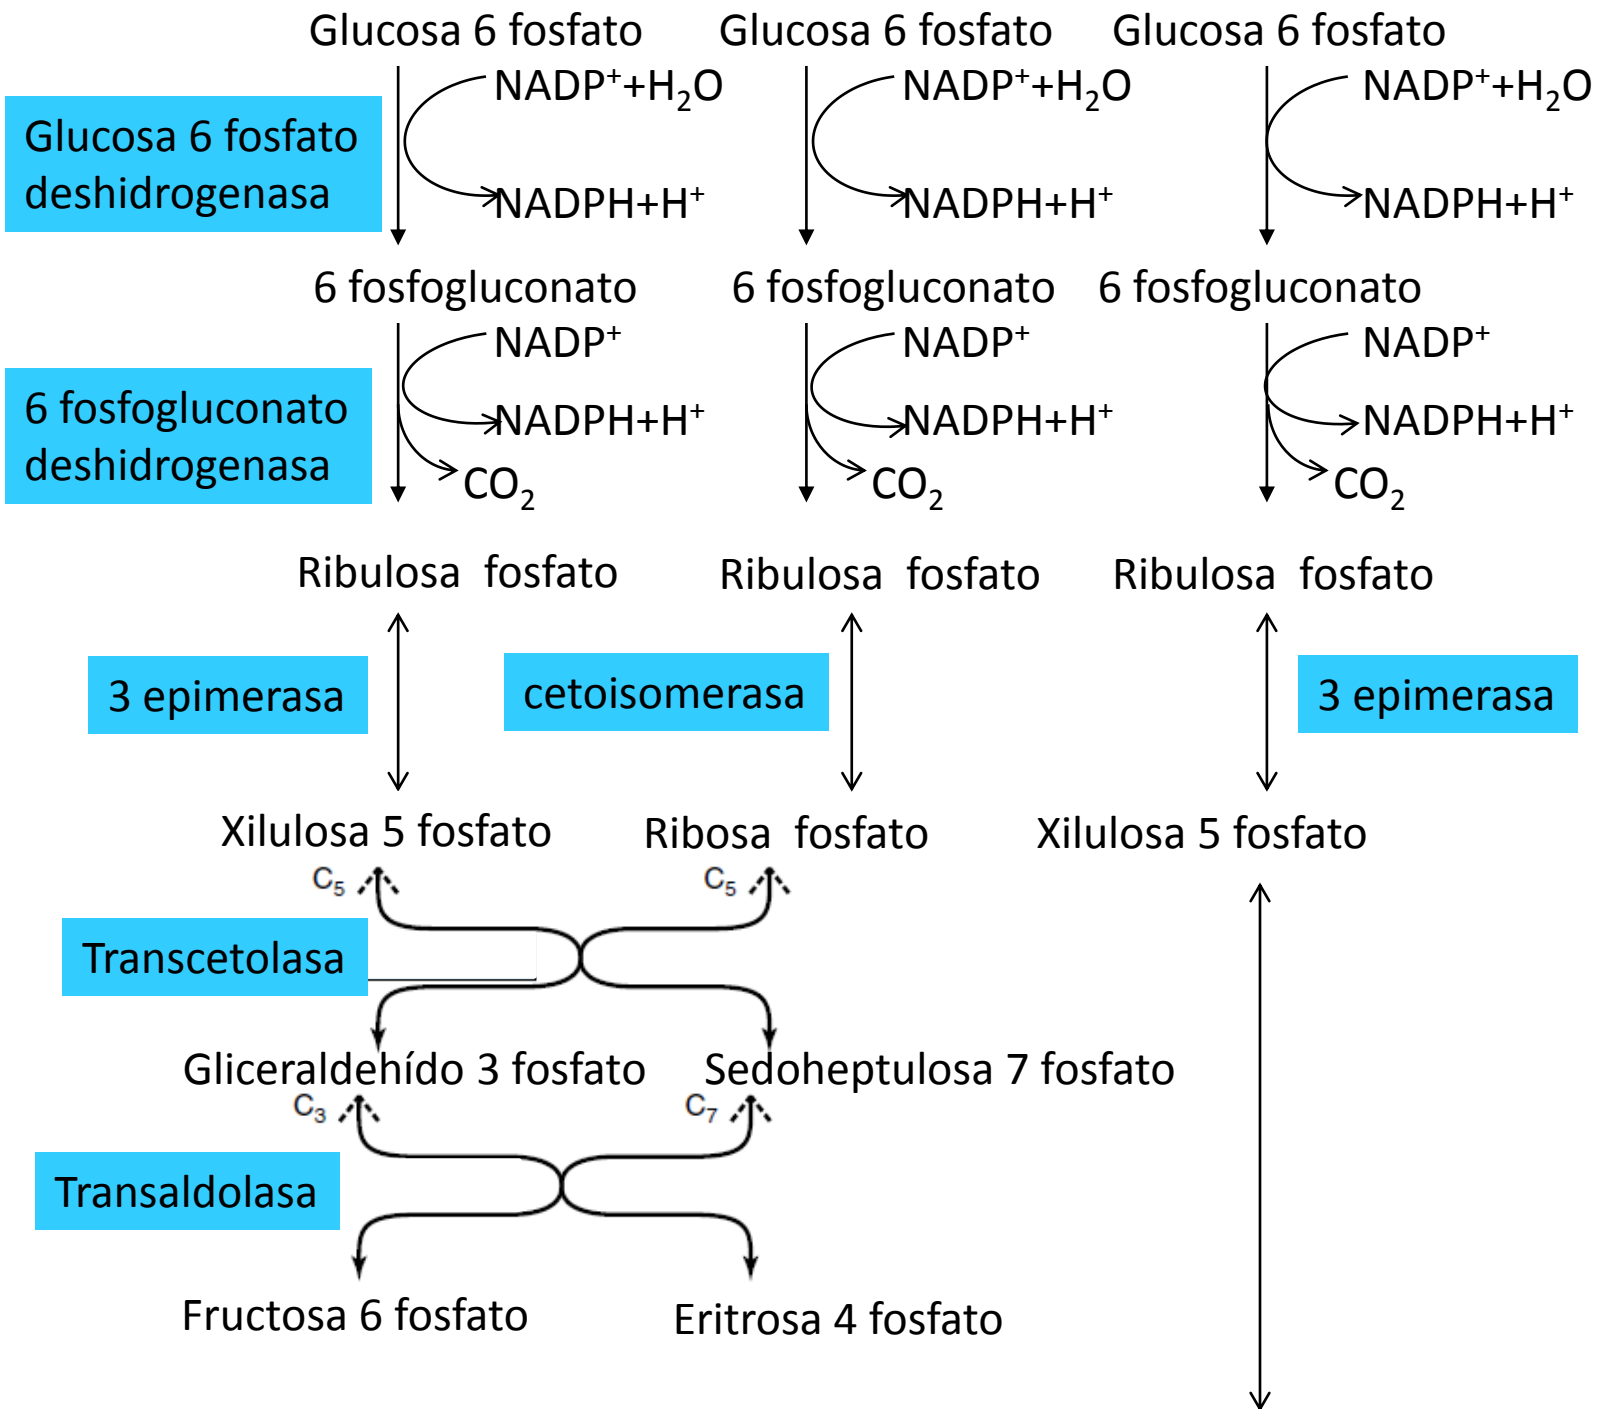 Glucosa 6 fosfato Glucosa 6 fosfato Glucosa 6 fosfato
NADP⁺+H₂O NADP⁺+H₂O NADP⁺+H₂O
Glucosa 6 fosfato
deshidrogenasa
NADPH+H⁺ NADPH+H⁺ NADPH+H⁺
6 fosfogluconato 6 fosfogluconato 6 fosfogluconato
NADP⁺ NADP⁺ NADP⁺
6 fosfogluconato
deshidrogenasa
NADPH+H⁺ NADPH+H⁺ NADPH+H⁺
CO₂ CO₂ CO₂
Ribulosa fosfato Ribulosa fosfato Ribulosa fosfato
3 epimerasa cetoisomerasa 3 epimerasa
Xilulosa 5 fosfato Ribosa fosfato Xilulosa 5 fosfato
C₅ C₅
Transcetolasa
Gliceraldehído 3 fosfato Sedoheptulosa 7 fosfato
C₃ C₇
Transaldolasa
Fructosa 6 fosfato Eritrosa 4 fosfato